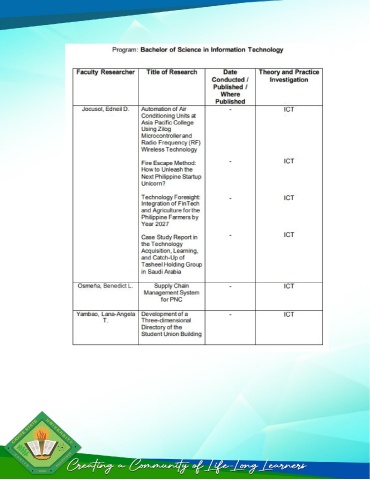 Program: Bachelor of Science in Information Technology
Faculty Researcher
Title of Research
Date
Conducted /
Published /
Where
Published
Theory and Practice
Investigation
Jocusol, Edneil D.
Automation of Air
Conditioning Units at
Asia Pacific College
Using Zilog
Microcontroller and
Radio Frequency (RF)
Wireless Technology
-
ICT
Fire Escape Method:
How to Unleash the
Next Philippine Startup
Unicorn?
-
ICT
Technology Foresight:
Integration of FinTech
and Agriculture for the
Philippine Farmers by
Year 2027
-
ICT
Case Study Report in
the Technology
Acquisition, Learning,
and Catch-Up of
Tasheel Holding Group
in Saudi Arabia
-
ICT
Osmeña, Benedict L.
Supply Chain
Management System
for PNC
-
ICT
Yambao, Lana-Angela
T.
Development of a
Three-dimensional
Directory of the
Student Union Building
-
ICT
Creating a Community of Life-Long Learners